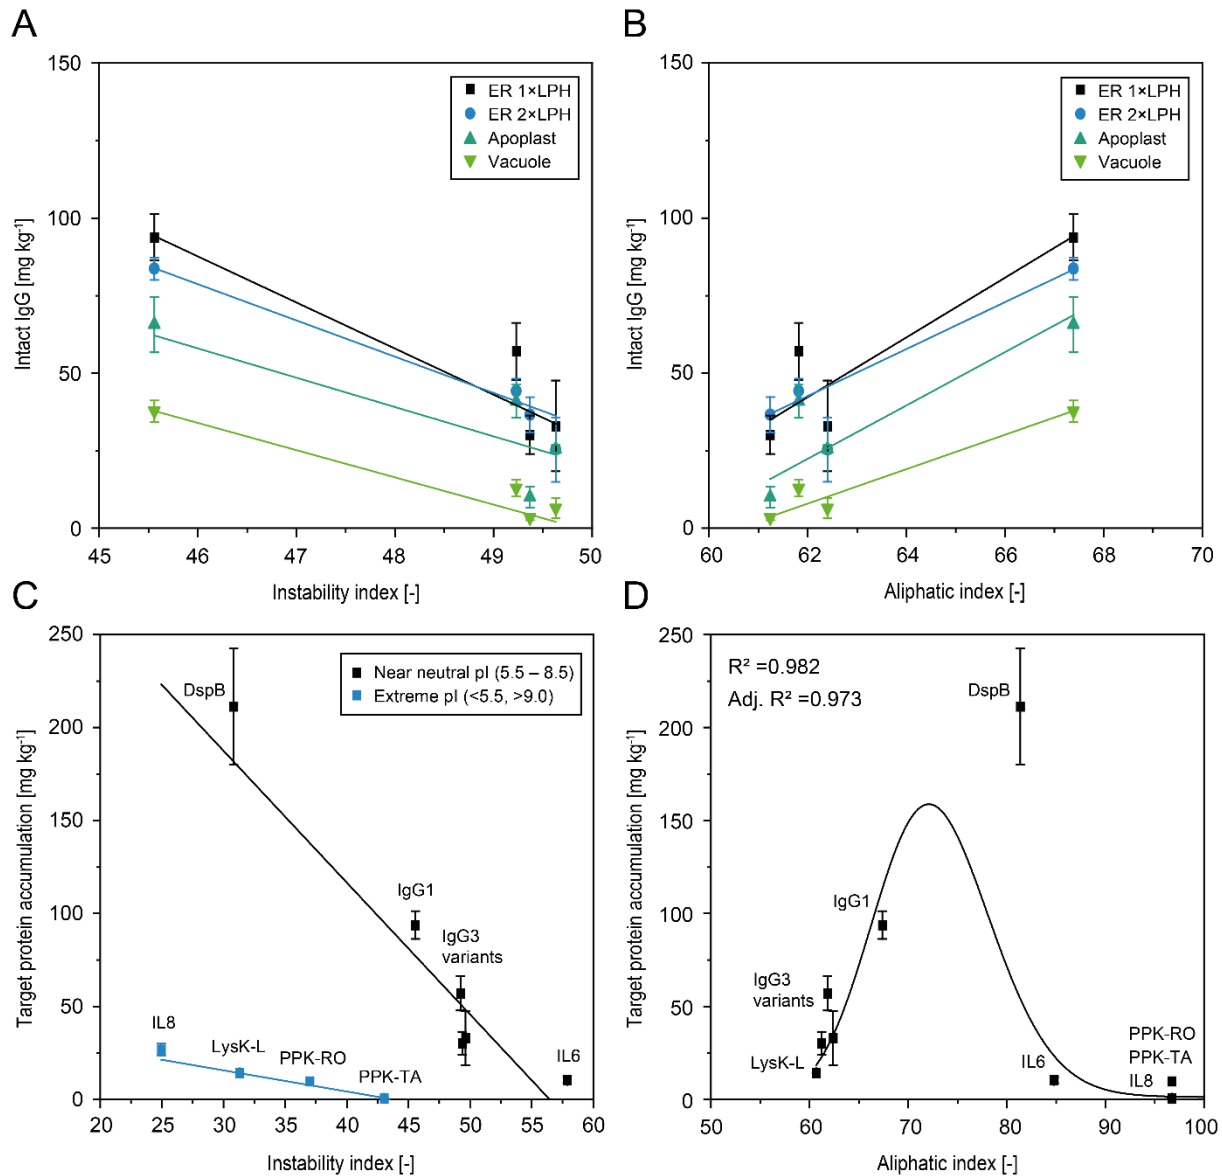 A
150
100
50
0
Intact IgG [mg kg⁻¹]
ER 1×LPH
ER 2×LPH
Apoplast
Vacuole
45 46 47 48 49 50
Instability index [-]
B
150
100
50
0
Intact IgG [mg kg⁻¹]
ER 1×LPH
ER 2×LPH
Apoplast
Vacuole
60 62 64 66 68 70
Aliphatic index [-]
C
250
200
150
100
50
0
Target protein accumulation [mg kg⁻¹]
Near neutral pI (5.5 – 8.5)
Extreme pI (<5.5, >9.0)
DspB
IgG1
IgG3
variants
IL8
LysK-L
PPK-RO
PPK-TA
IL6
20 25 30 35 40 45 50 55 60
Instability index [-]
D
250
200
150
100
50
0
Target protein accumulation [mg kg⁻¹]
R² =0.982
Adj. R² =0.973
DspB
IgG1
IgG3
variants
LysK-L
IL6
PPK-RO
PPK-TA
IL8
50 60 70 80 90 100
Aliphatic index [-]